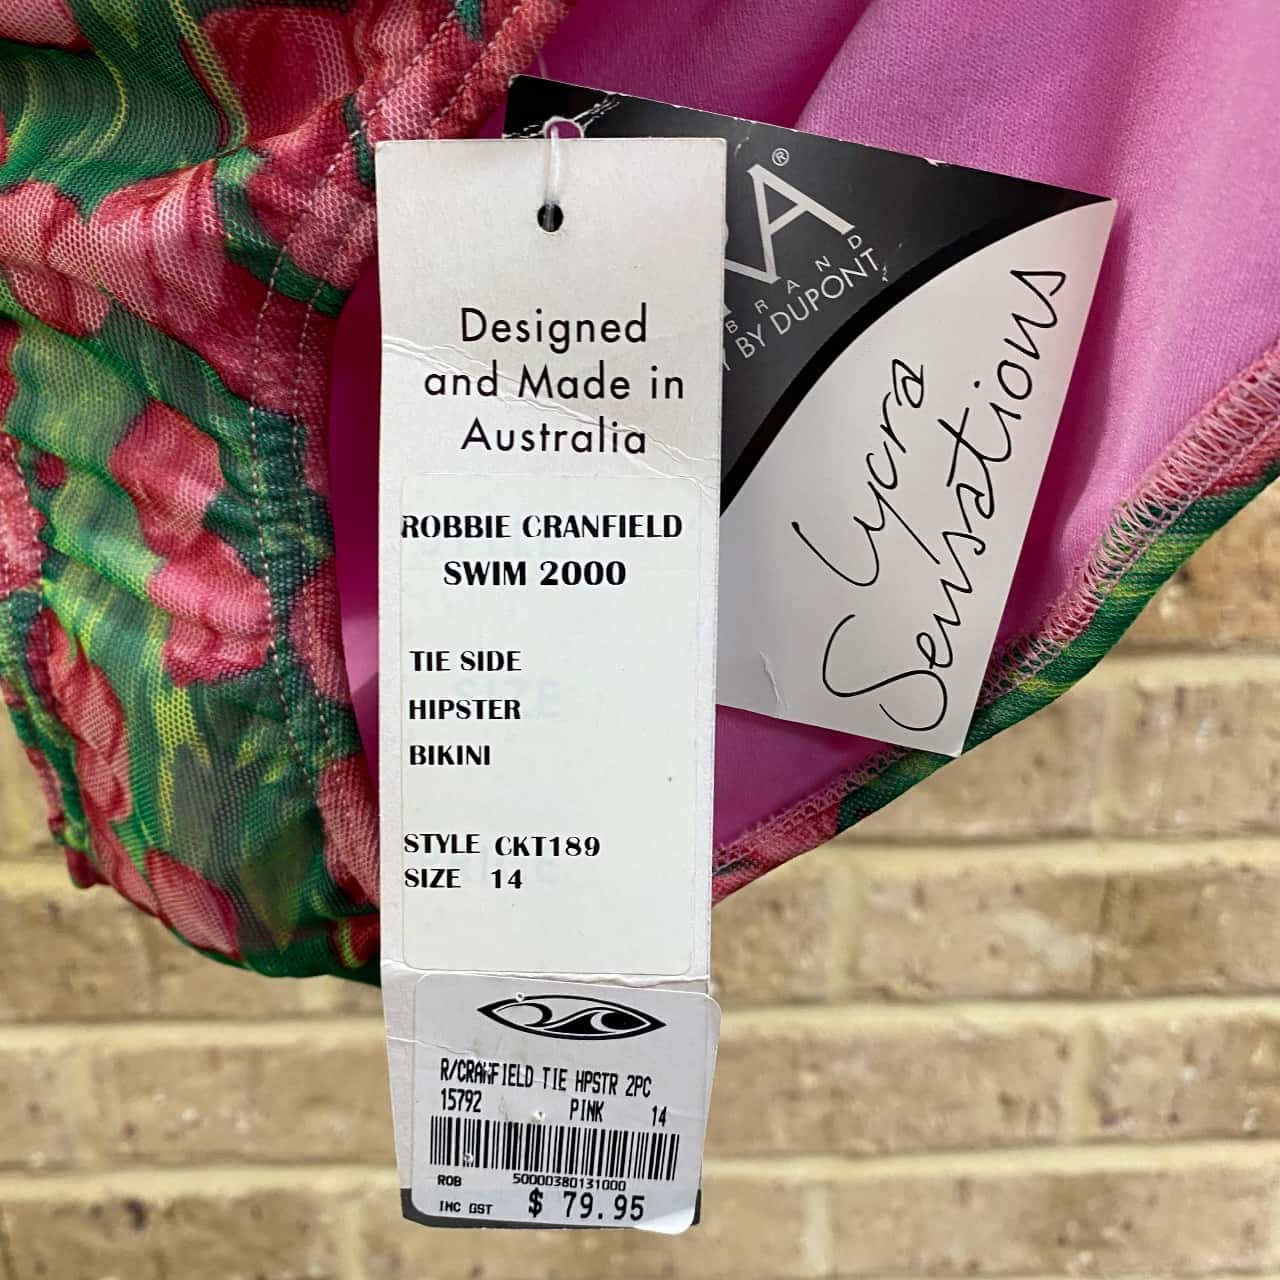 Designed
and Made in
Australia
ROBBIE CRANFIELD
SWIM 2000
TIE SIDE
HIPSTER
BIKINI
STYLE CKT189
SIZE 14
R/CRANFIELD TIE HPSTR 2PC
15792 PINK 14
ROB 50000380131000
INC GST $ 79.95
®
BRAND
BY DUPONT
Lycra
Sensations